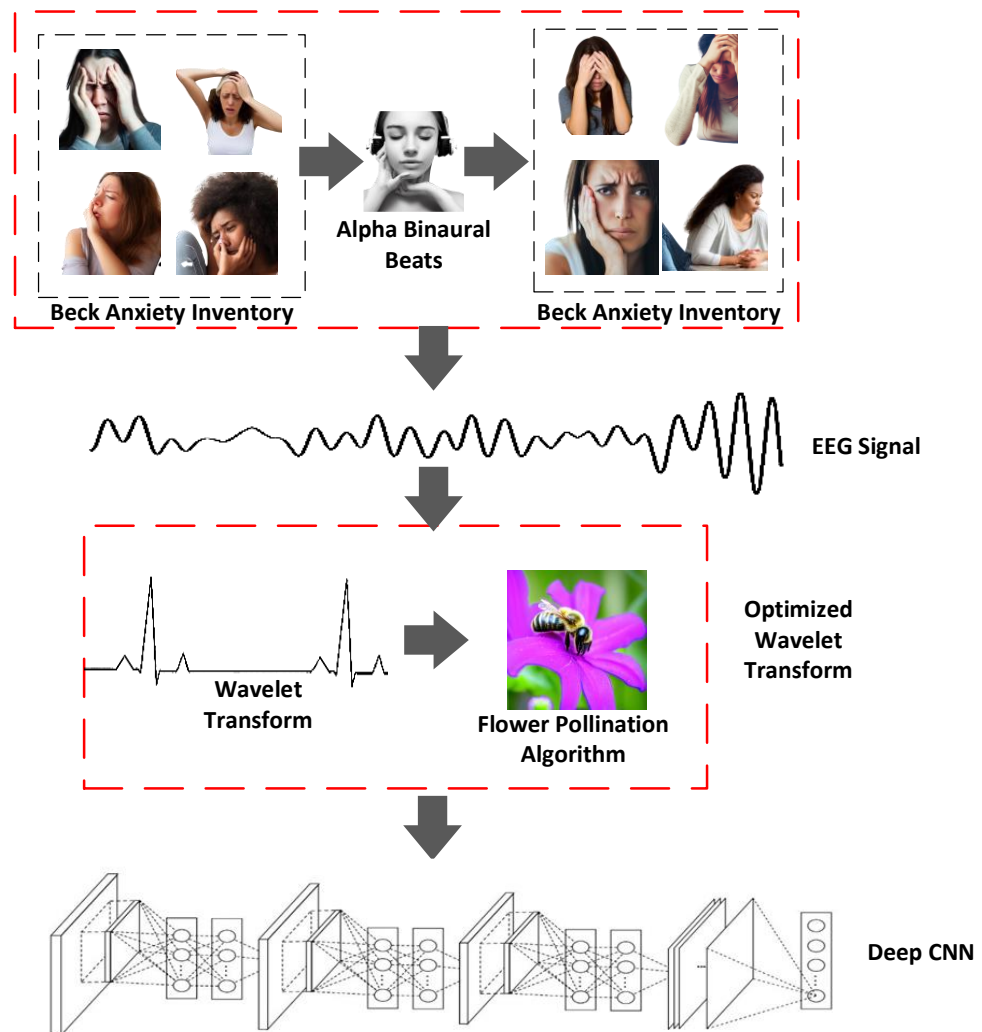 Alpha Binaural
Beats
Beck Anxiety Inventory
Beck Anxiety Inventory
EEG Signal
Wavelet
Transform
Flower Pollination
Algorithm
Optimized
Wavelet
Transform
Deep CNN